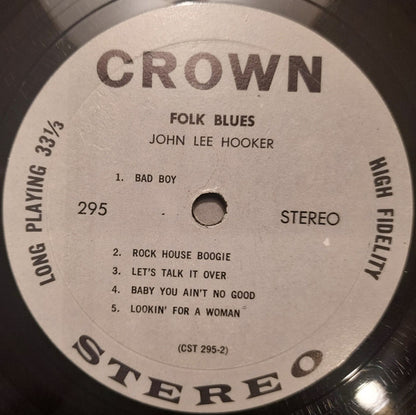 CROWN
FOLK BLUES
JOHN LEE HOOKER
LONG PLAYING 33⅓
HIGH FIDELITY
1. BAD BOY
295
STEREO
2. ROCK HOUSE BOOGIE
3. LET'S TALK IT OVER
4. BABY YOU AIN'T NO GOOD
5. LOOKIN' FOR A WOMAN
(CST 295-2)
STEREO